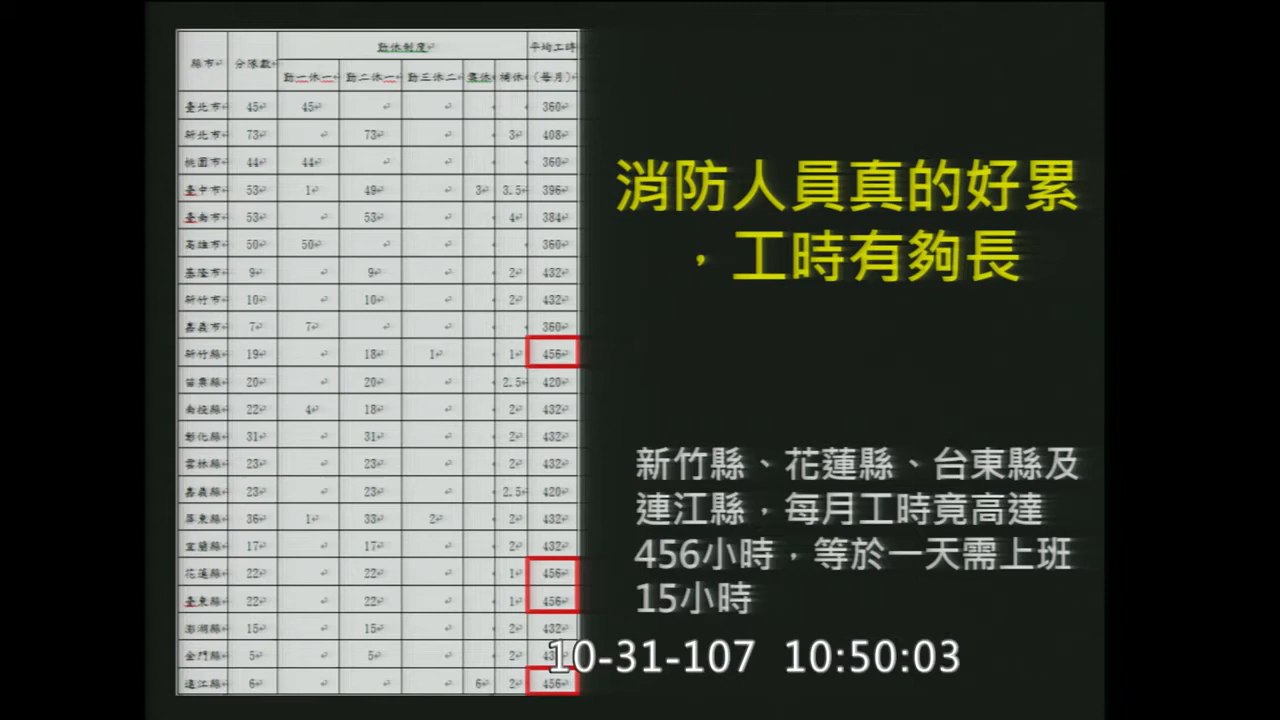 縣市 分隊數 勤休制度 平均工時
勤一休一 勤二休一 勤三休二 集休 補休 (每月)
臺北市 45 45 360
新北市 73 73 3 408
桃園市 44 44 360
臺中市 53 1 49 3 3.5 396
臺南市 53 53 4 384
高雄市 50 50 360
基隆市 9 9 2 432
新竹市 10 10 2 432
嘉義市 7 7 360
新竹縣 19 18 1 1 456
苗栗縣 20 20 2.5 420
南投縣 22 4 18 2 432
彰化縣 31 31 2 432
雲林縣 23 23 2 432
嘉義縣 23 23 2.5 420
屏東縣 36 1 33 2 2 432
宜蘭縣 17 17 2 432
花蓮縣 22 22 1 456
臺東縣 22 22 1 456
澎湖縣 15 15 2 432
金門縣 5 5 2
連江縣 6 6 2 456
消防人員真的好累
，工時有夠長
新竹縣、花蓮縣、台東縣及
連江縣，每月工時竟高達
456小時，等於一天需上班
15小時
10-31-107 10:50:03